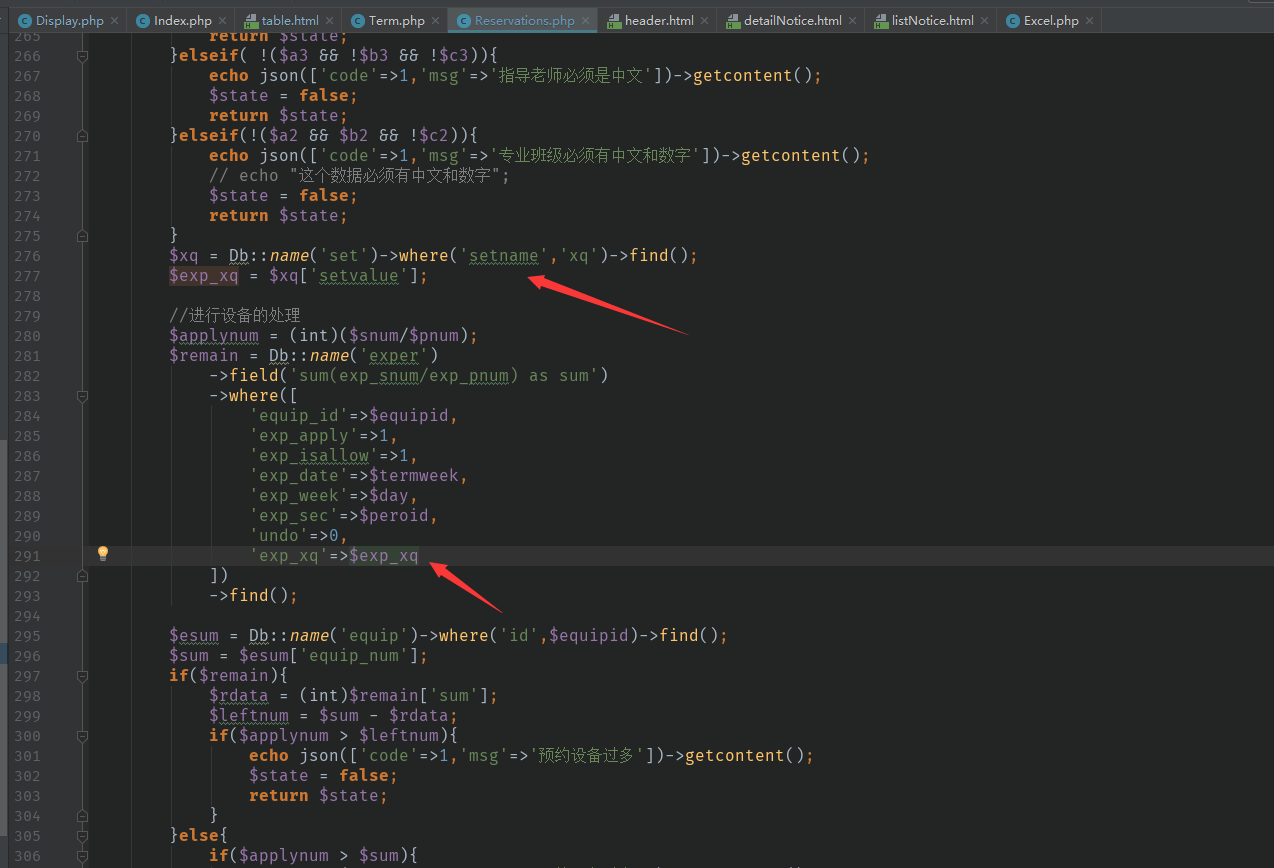 Display.php × Index.php × table.html × Term.php × Reservations.php × header.html × detailNotice.html × listNotice.html × Excel.php ×
265 return $state;
266 }elseif( !($a3 && !$b3 && !$c3)){
267 echo json(['code'=>1,'msg'=>'指导老师必须是中文'])->getcontent();
268 $state = false;
269 return $state;
270 }elseif(!($a2 && $b2 && !$c2)){
271 echo json(['code'=>1,'msg'=>'专业班级必须有中文和数字'])->getcontent();
272 // echo "这个数据必须有中文和数字";
273 $state = false;
274 return $state;
275 }
276 $xq = Db::name('set')->where('setname','xq')->find();
277 $exp_xq = $xq['setvalue'];
278
279 //进行设备的处理
280 $applynum = (int)($snum/$pnum);
281 $remain = Db::name('exper')
282 ->field('sum(exp_snum/exp_pnum) as sum')
283 ->where([
284 'equip_id'=>$equipid,
285 'exp_apply'=>1,
286 'exp_isallow'=>1,
287 'exp_date'=>$termweek,
288 'exp_week'=>$day,
289 'exp_sec'=>$peroid,
290 'undo'=>0,
291 'exp_xq'=>$exp_xq
292 ])
293 ->find();
294
295 $esum = Db::name('equip')->where('id',$equipid)->find();
296 $sum = $esum['equip_num'];
297 if($remain){
298 $rdata = (int)$remain['sum'];
299 $leftnum = $sum - $rdata;
300 if($applynum > $leftnum){
301 echo json(['code'=>1,'msg'=>'预约设备过多'])->getcontent();
302 $state = false;
303 return $state;
304 }
305 }else{
306 if($applynum > $sum){